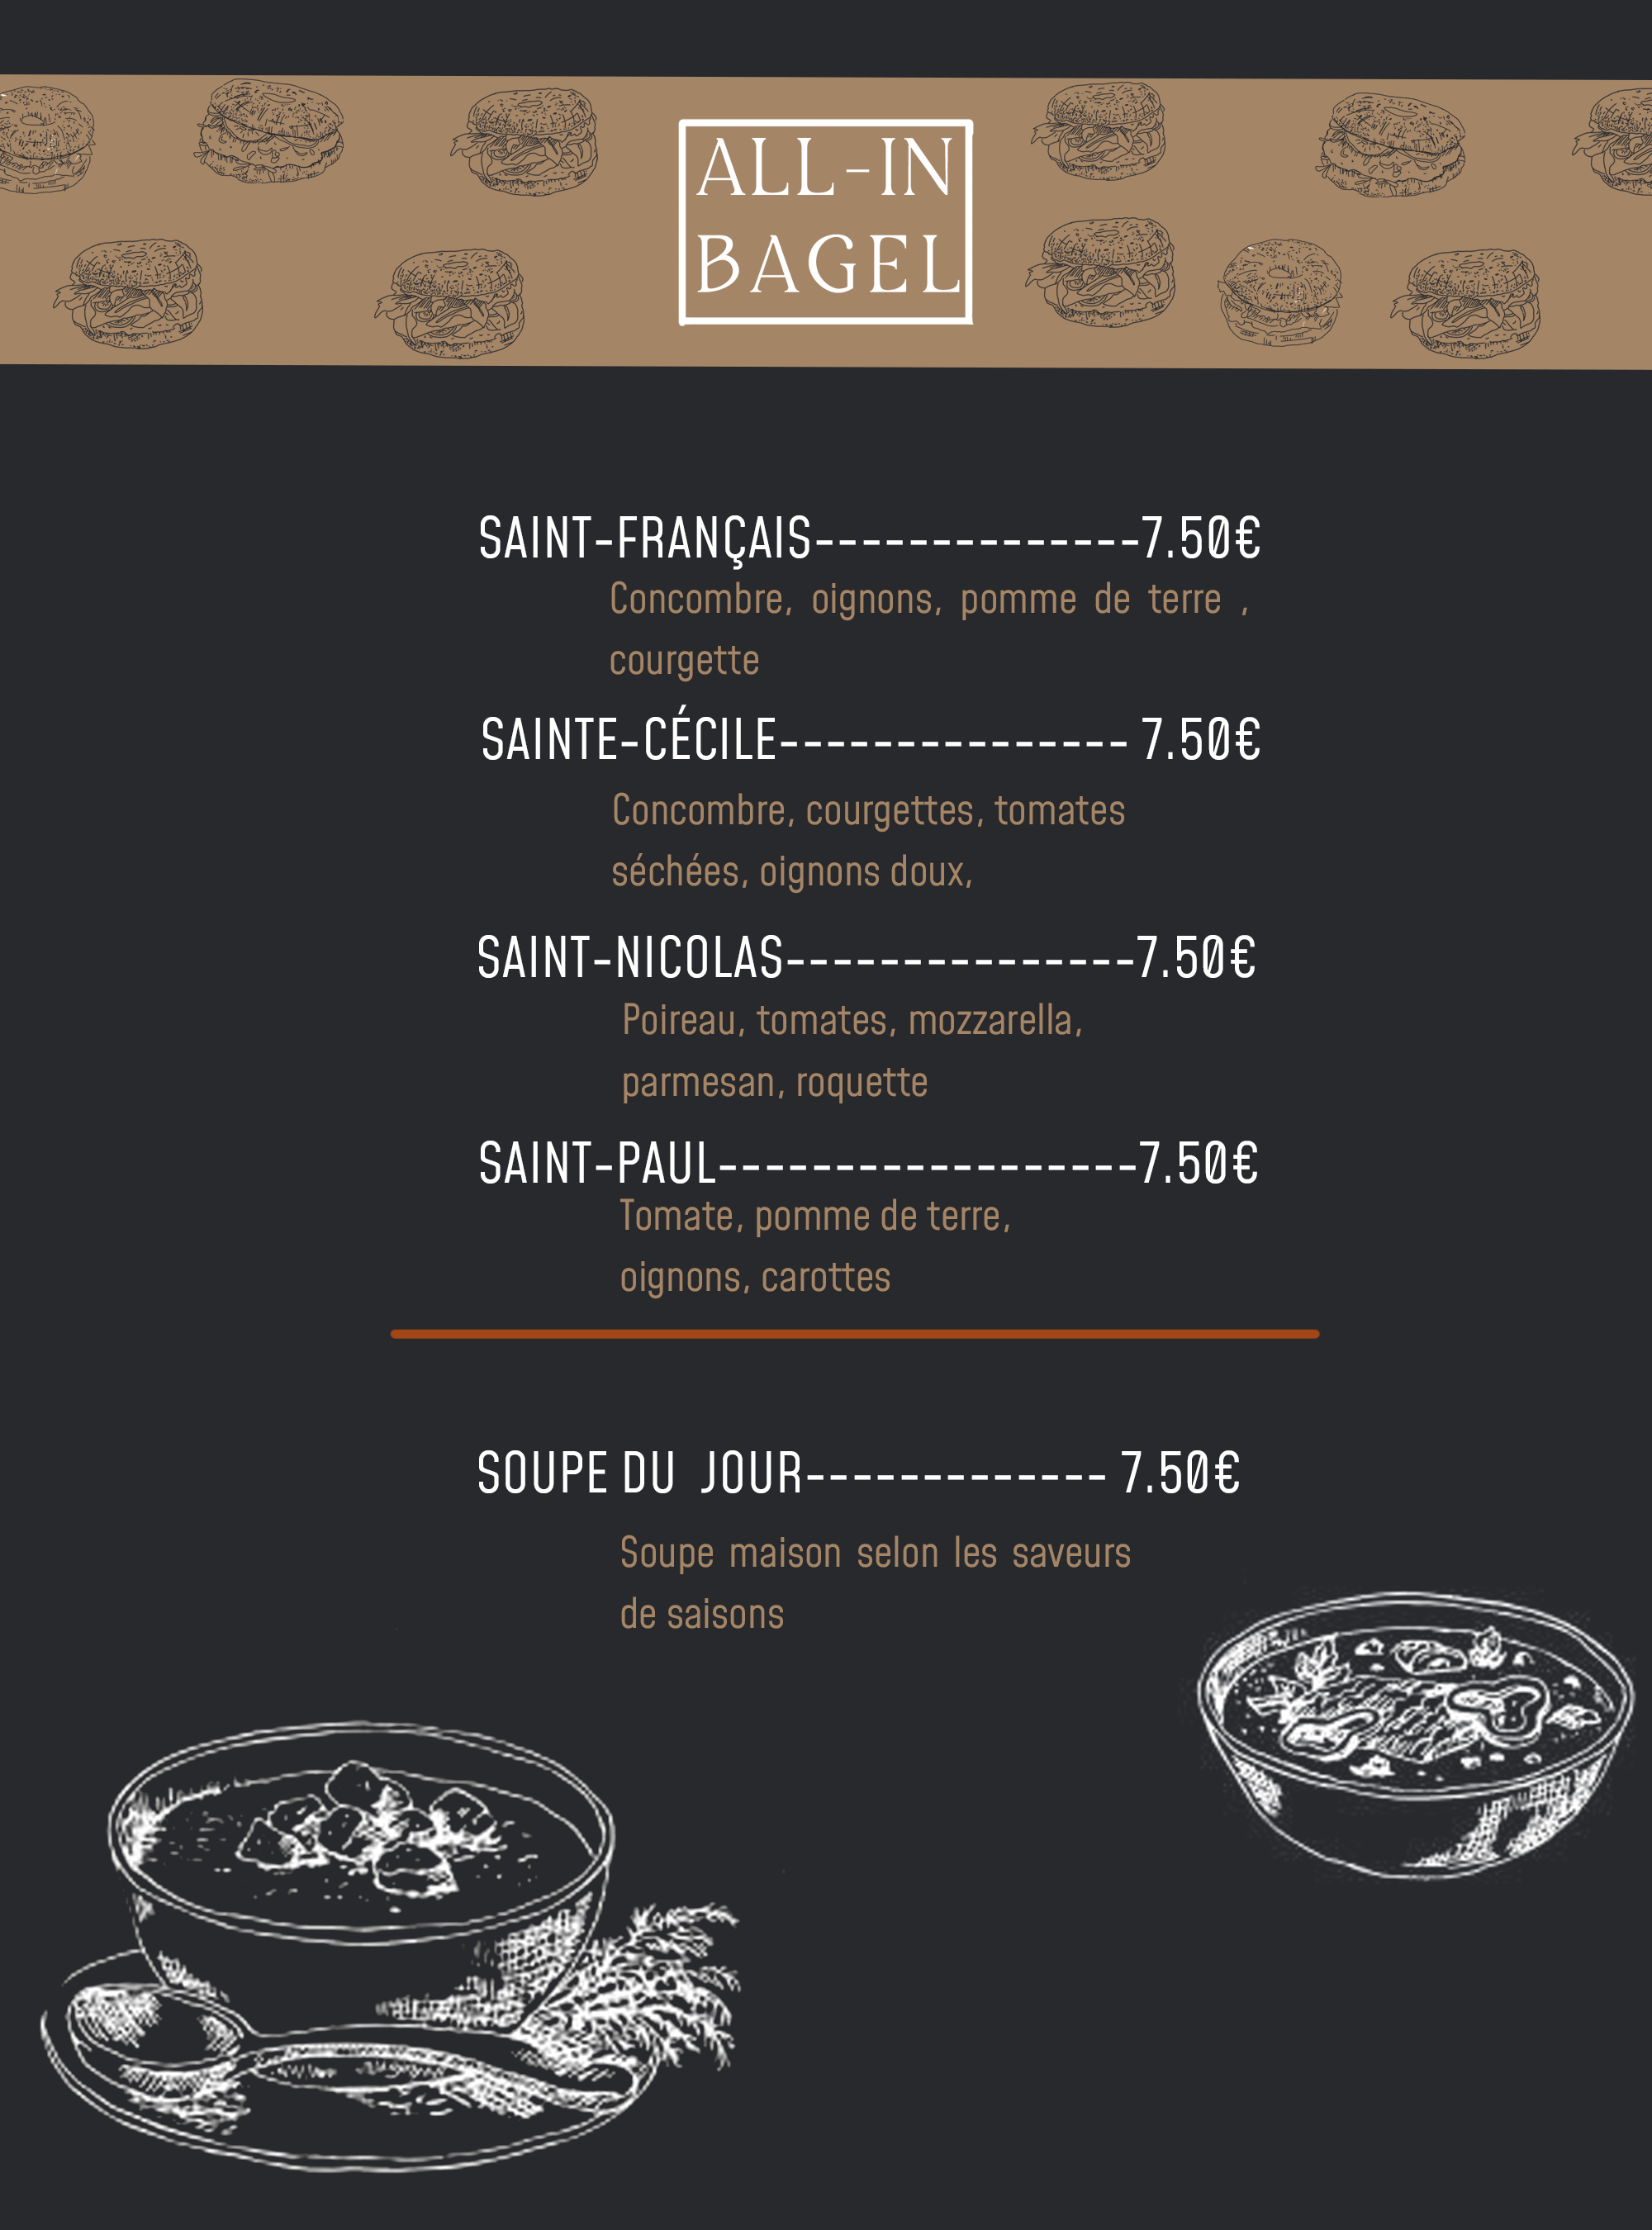 ALL-IN
BAGEL
SAINT-FRANÇAIS--------------7.50€
Concombre, oignons, pomme de terre ,
courgette
SAINTE-CÉCILE--------------- 7.50€
Concombre, courgettes, tomates
séchées, oignons doux,
SAINT-NICOLAS---------------7.50€
Poireau, tomates, mozzarella,
parmesan, roquette
SAINT-PAUL------------------7.50€
Tomate, pomme de terre,
oignons, carottes
SOUPE DU JOUR------------- 7.50€
Soupe maison selon les saveurs
de saisons